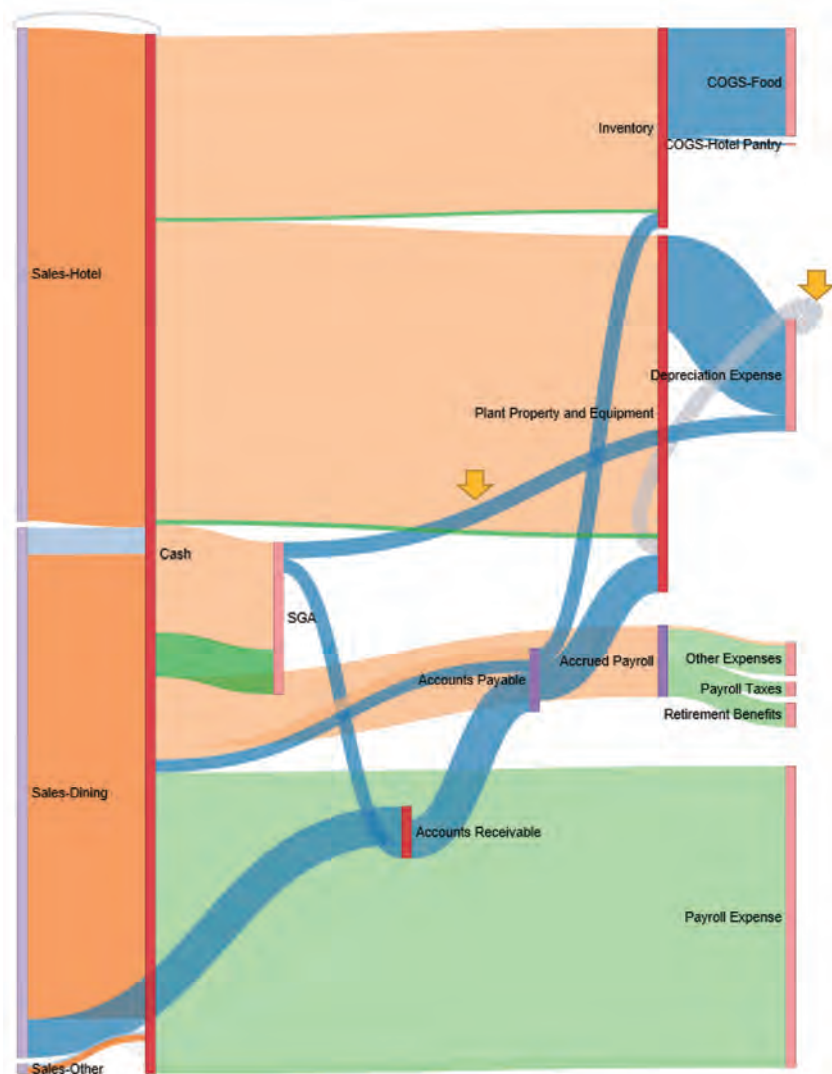 COGS-Food
Inventory
COGS-Hotel Pantry
Sales-Hotel
Depreciation Expense
Plant Property and Equipment
Cash
SGA
Accounts Payable
Accrued Payroll
Other Expenses
Payroll Taxes
Retirement Benefits
Sales-Dining
Accounts Receivable
Payroll Expense
Sales-Other